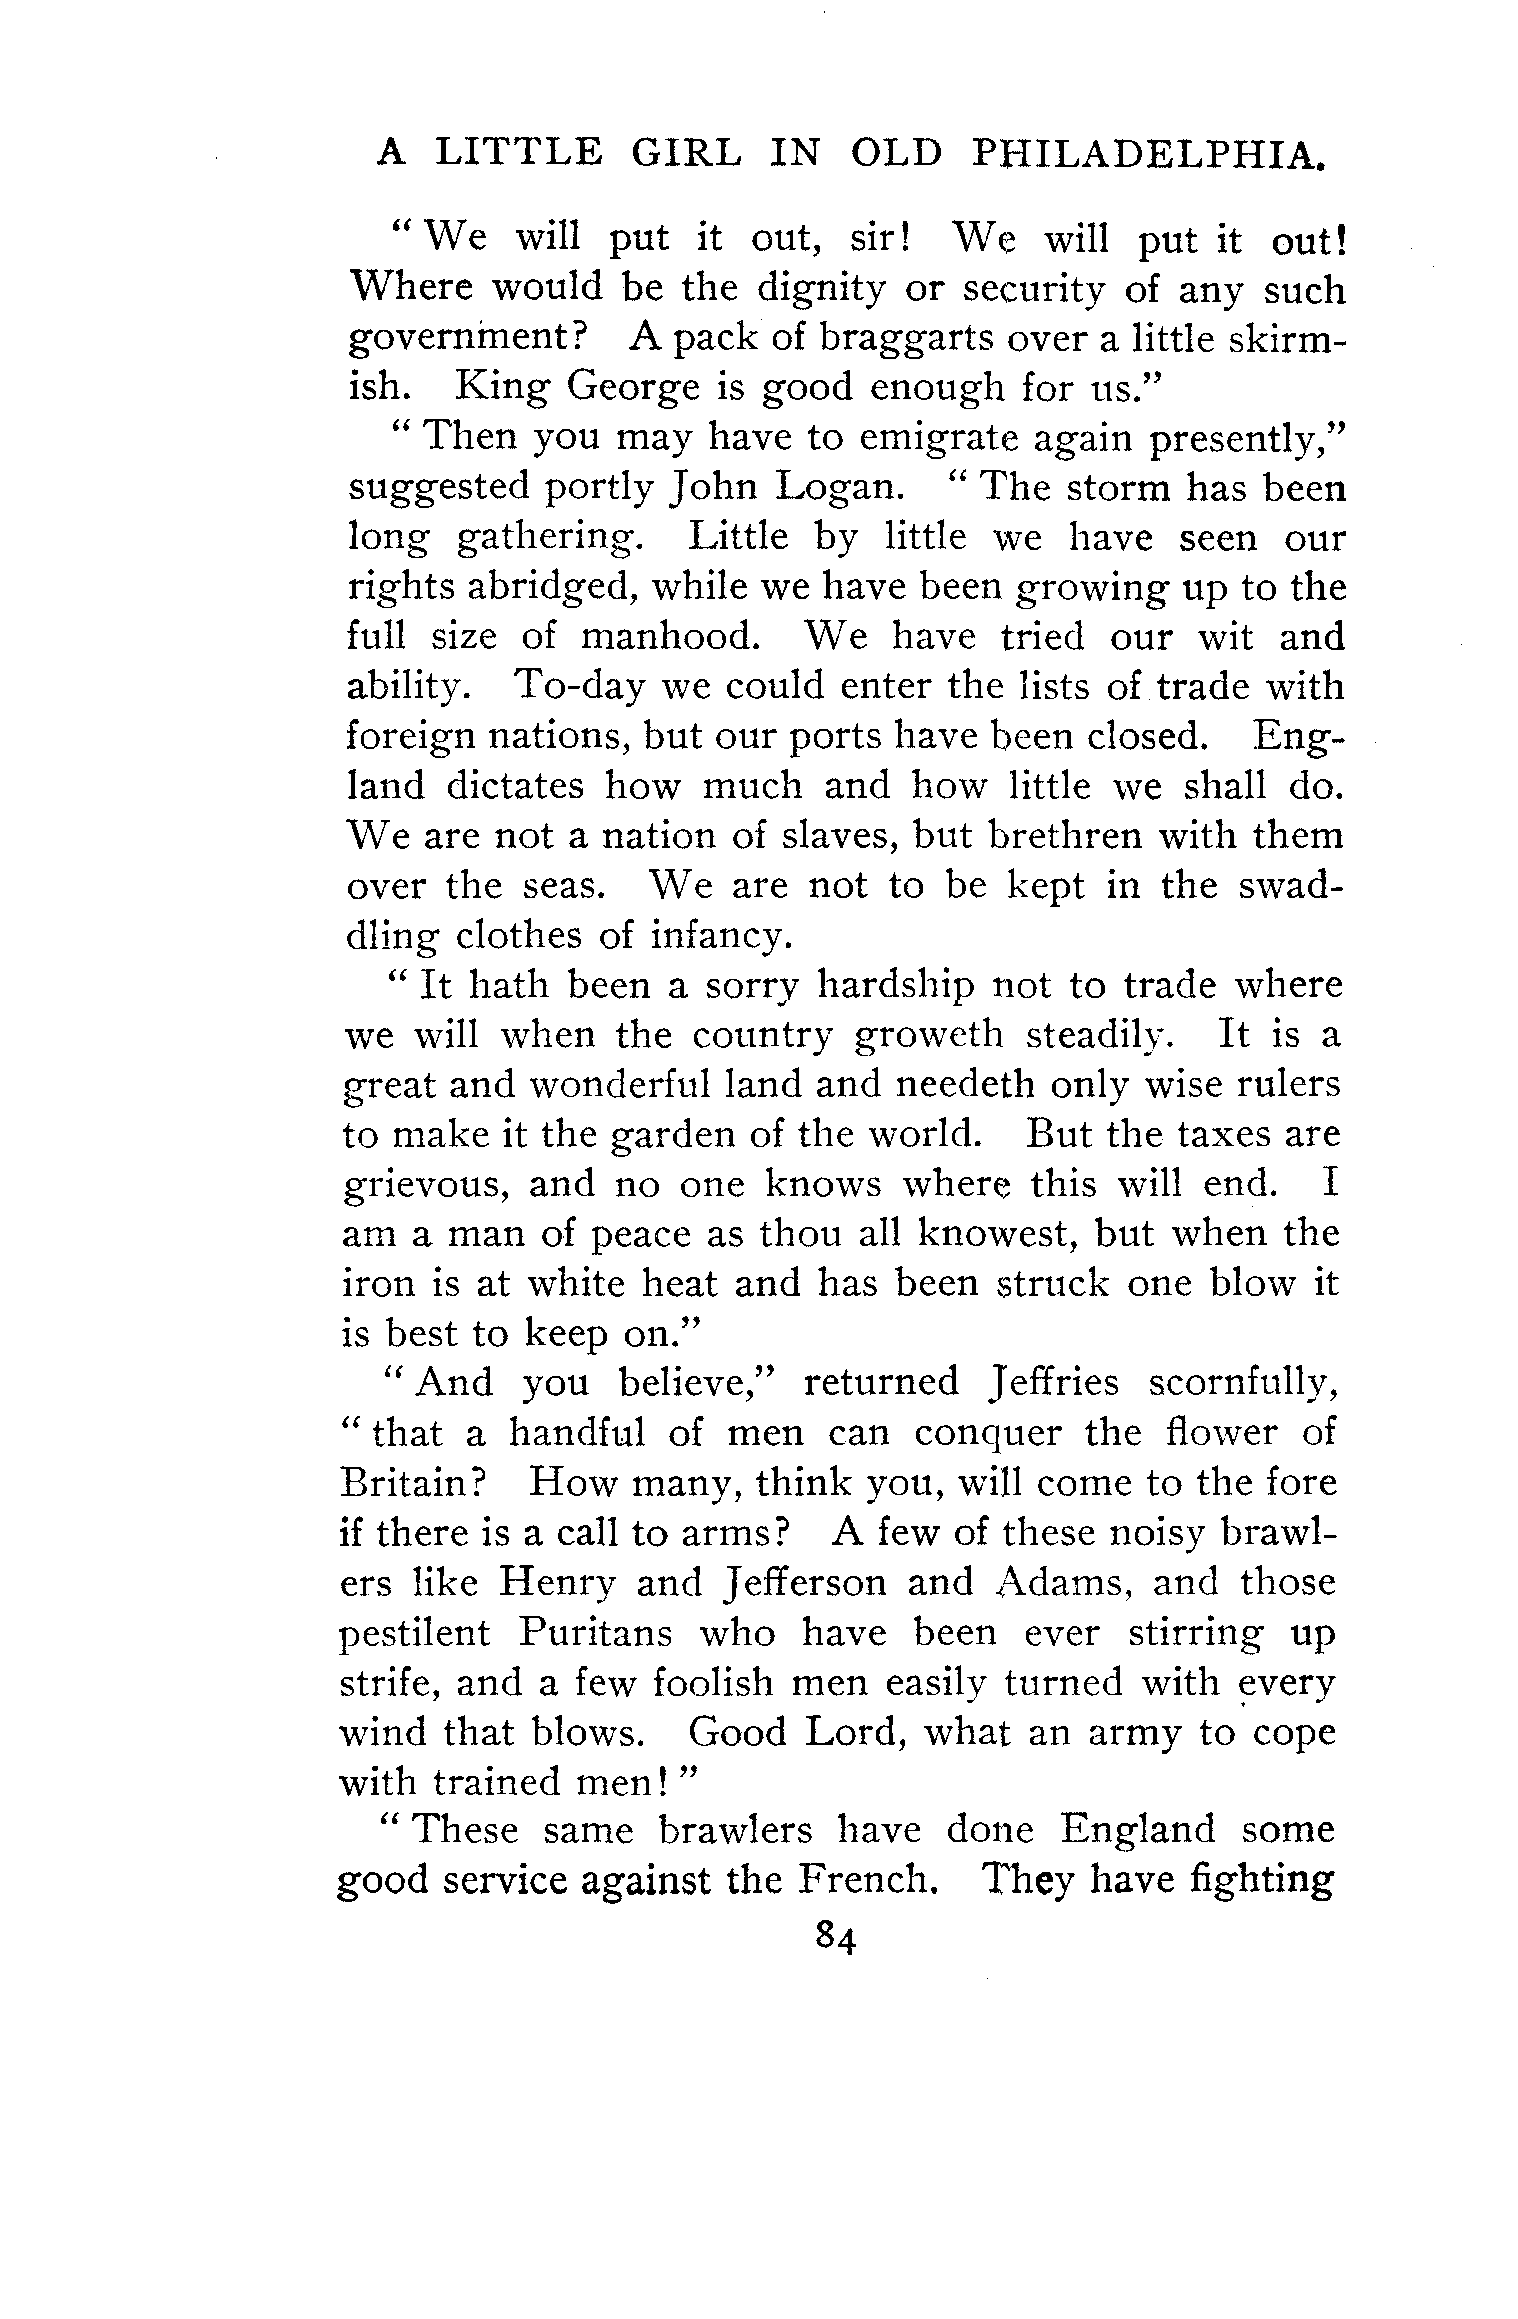 A LITTLE GIRL IN OLD PHILADELPHIA.
" We will put it out, sir! We will put it out!
Where would be the dignity or security of any such
government? A pack of braggarts over a little skirm-
ish. King George is good enough for us."
" Then you may have to emigrate again presently,"
suggested portly John Logan. " The storm has been
long gathering. Little by little we have seen our
rights abridged, while we have been growing up to the
full size of manhood. We have tried our wit and
ability. To-day we could enter the lists of trade with
foreign nations, but our ports have been closed. Eng-
land dictates how much and how little we shall do.
We are not a nation of slaves, but brethren with them
over the seas. We are not to be kept in the swad-
dling clothes of infancy.
" It hath been a sorry hardship not to trade where
we will when the country groweth steadily. It is a
great and wonderful land and needeth only wise rulers
to make it the garden of the world. But the taxes are
grievous, and no one knows where this will end. I
am a man of peace as thou all knowest, but when the
iron is at white heat and has been struck one blow it
is best to keep on."
" And you believe," returned Jeffries scornfully,
" that a handful of men can conquer the flower of
Britain? How many, think you, will come to the fore
if there is a call to arms? A few of these noisy brawl-
ers like Henry and Jefferson and Adams, and those
pestilent Puritans who have been ever stirring up
strife, and a few foolish men easily turned with every
wind that blows. Good Lord, what an army to cope
with trained men! "
" These same brawlers have done England some
good service against the French. They have fighting
84